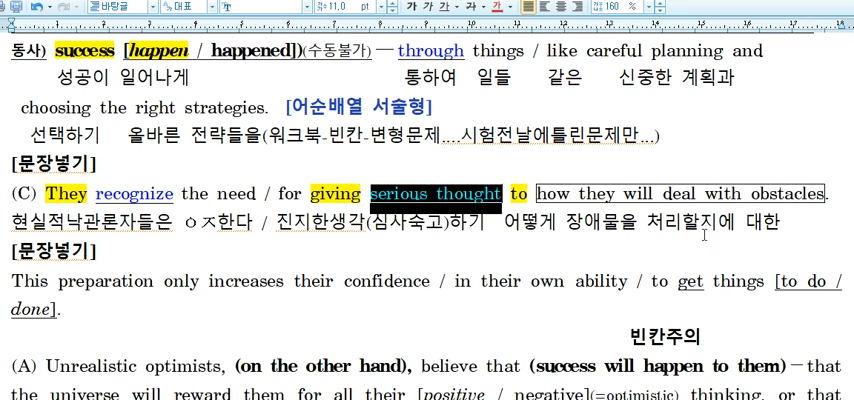 바탕글 대표 11,0 pt 가 가 가 가 가 가 160 %
동사) success [happen / happened])(수동불가) ─ through things / like careful planning and
성공이 일어나게 통하여 일들 같은 신중한 계획과
choosing the right strategies. [어순배열 서술형]
선택하기 올바른 전략들을(워크북-빈칸-변형문제....시험전날에틀린문제만...)
[문장넣기]
(C) They recognize the need / for giving serious thought to how they will deal with obstacles.
현실적낙관론자들은 ㅇㅈ한다 / 진지한생각(심사숙고)하기 어떻게 장애물을 처리할지에 대한
[문장넣기]
This preparation only increases their confidence / in their own ability / to get things [to do /
done].
빈칸주의
(A) Unrealistic optimists, (on the other hand), believe that (success will happen to them) ─ that
the universe will reward them for all their [positive / negative](=optimistic) thinking, or that